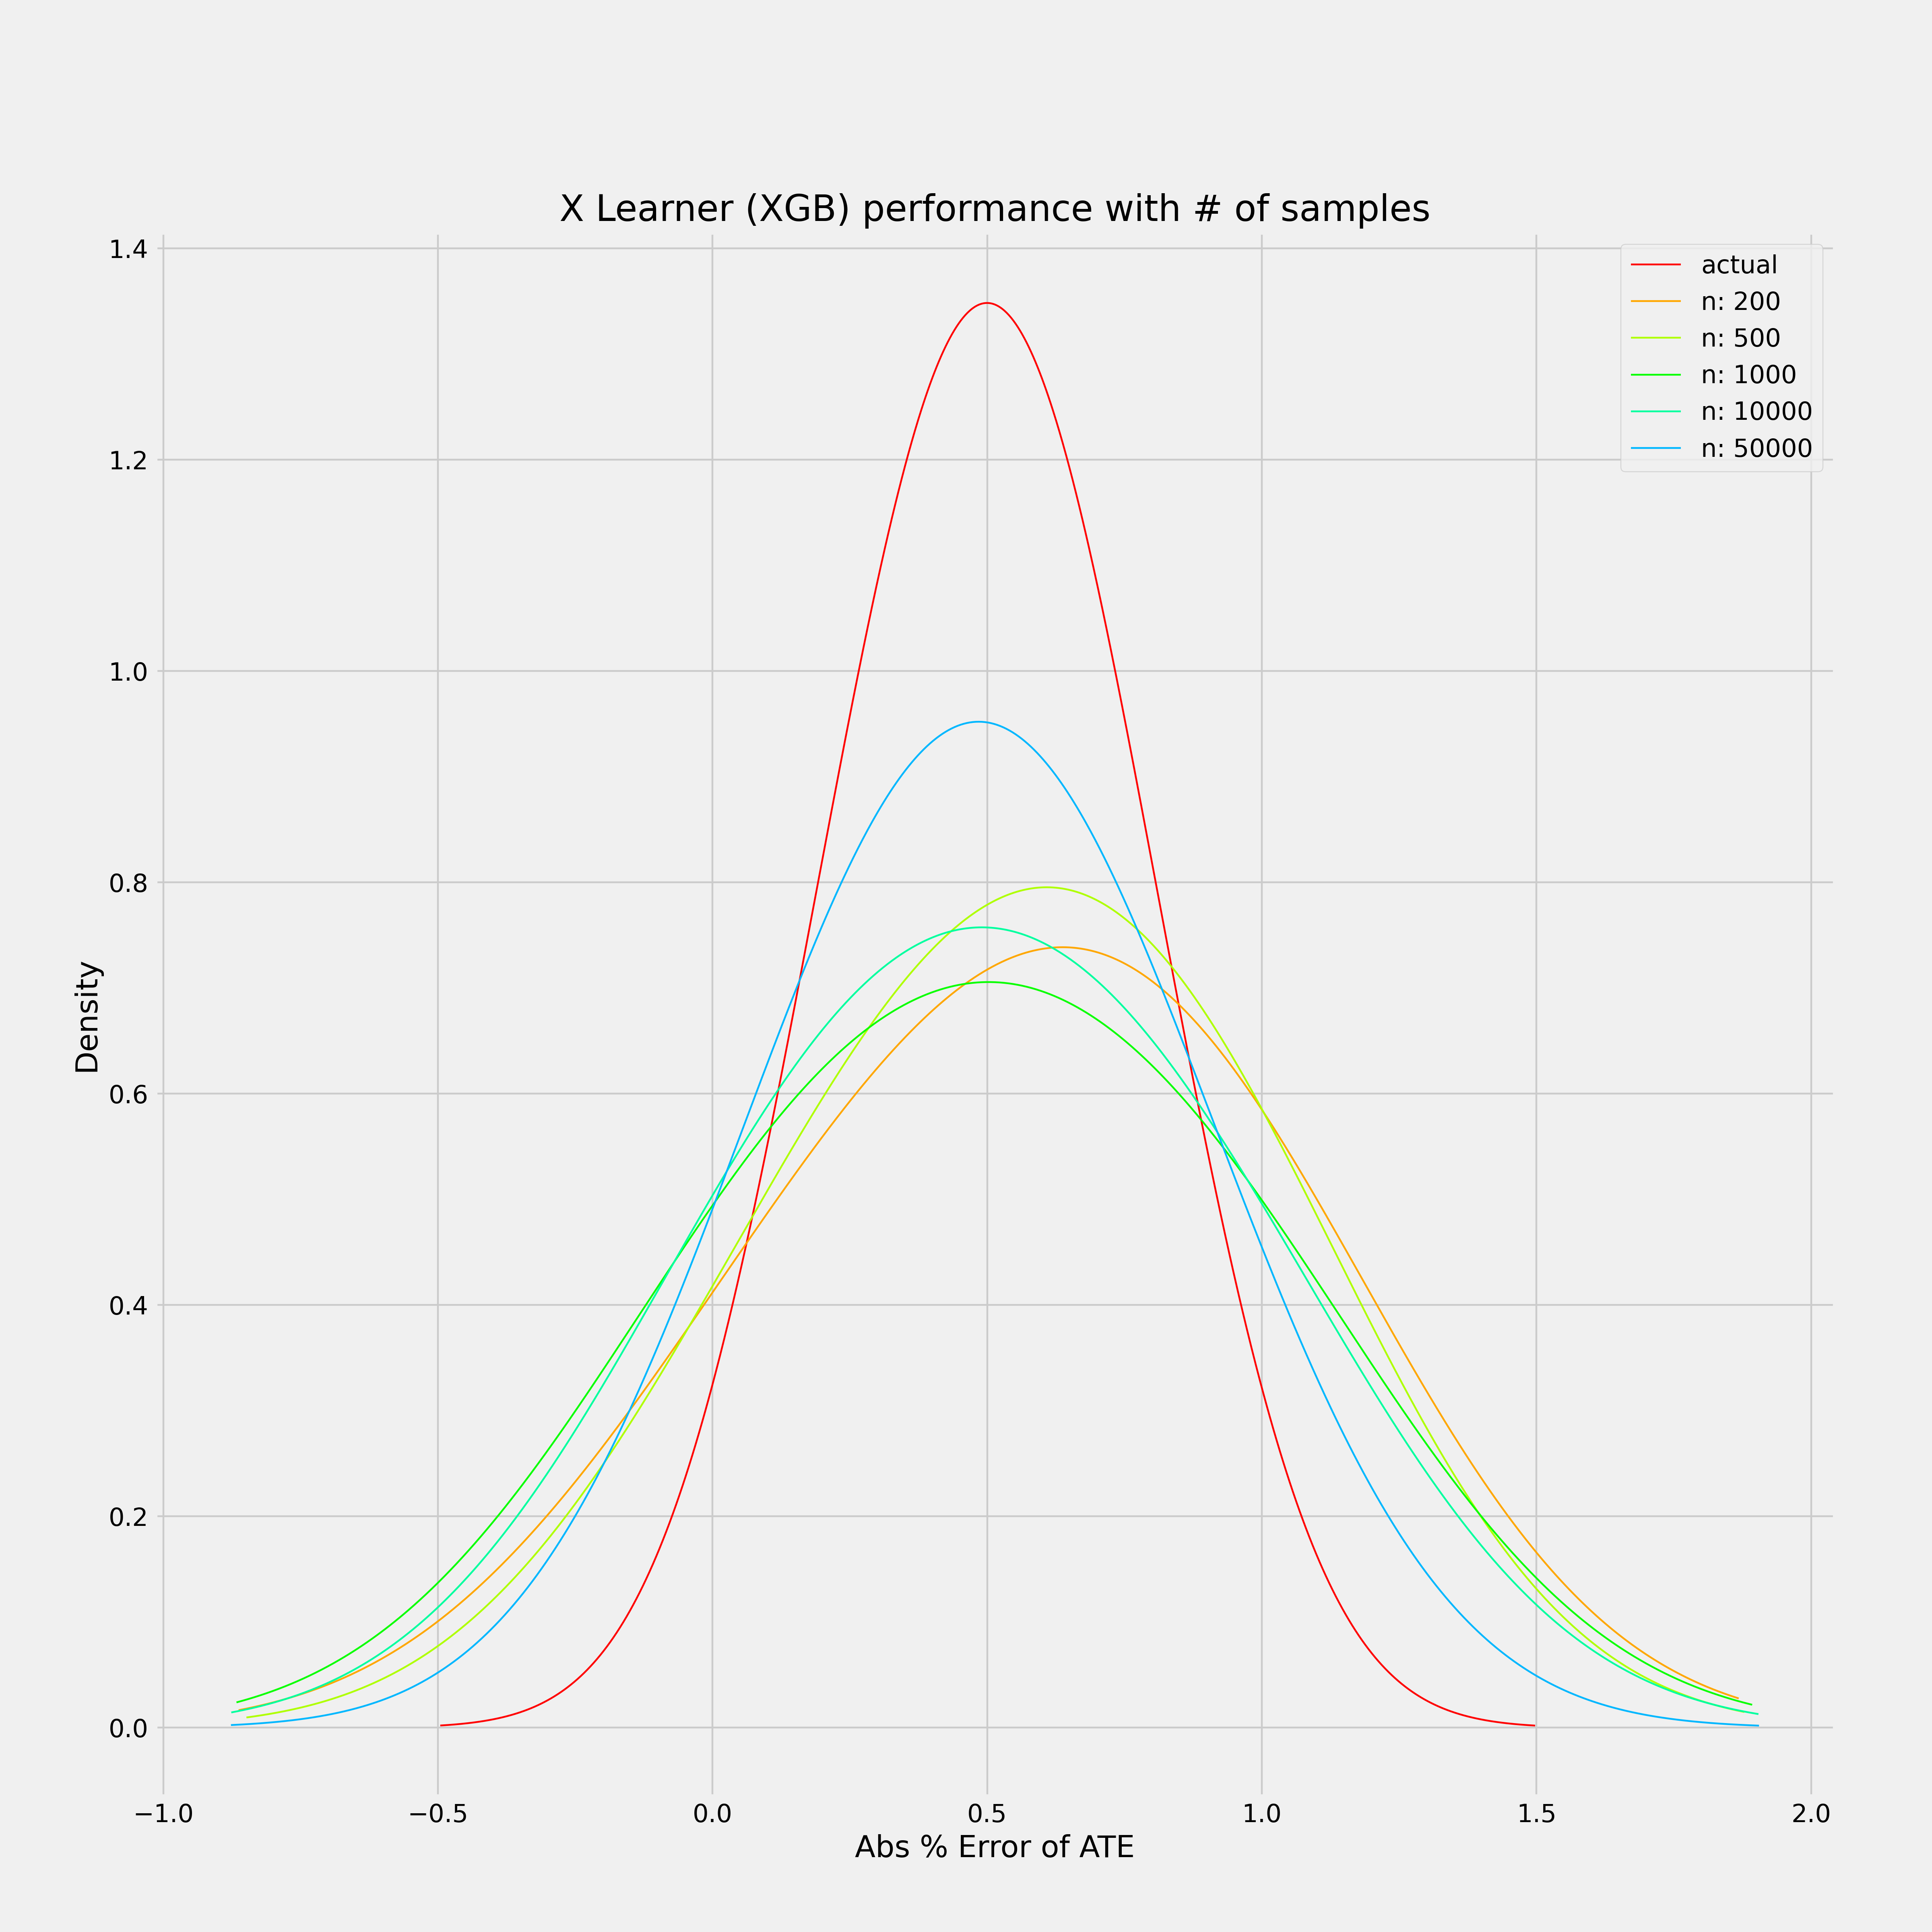 X Learner (XGB) performance with # of samples
1.4
1.2
1.0
0.8
0.6
0.4
0.2
0.0
Density
actual
n: 200
n: 500
n: 1000
n: 10000
n: 50000
−1.0
−0.5
0.0
0.5
1.0
1.5
2.0
Abs % Error of ATE